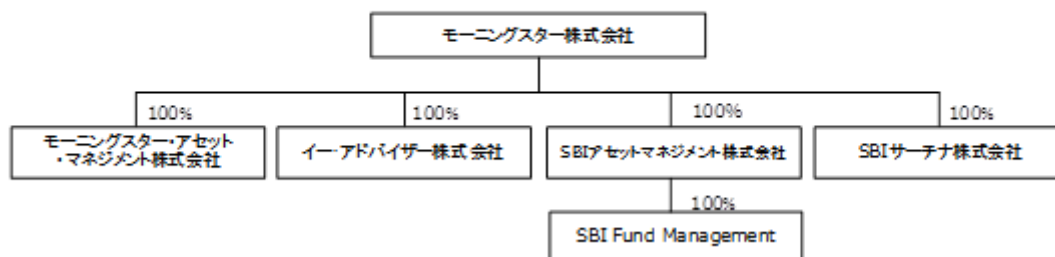 モーニングスター株式会社
100%
100%
100%
100%
モーニングスター・アセット
・マネジメント株式会社
イー・アドバイザー株式会社
SBIアセットマネジメント株式会社
SBIサーチナ株式会社
100%
SBI Fund Management